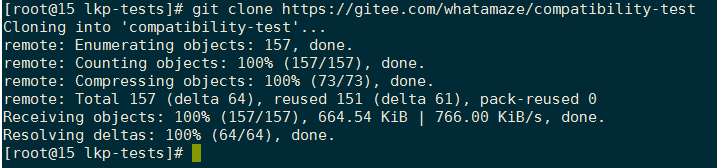 [root@15 lkp-tests]# git clone https://gitee.com/whatamaze/compatibility-test
Cloning into 'compatibility-test'...
remote: Enumerating objects: 157, done.
remote: Counting objects: 100% (157/157), done.
remote: Compressing objects: 100% (73/73), done.
remote: Total 157 (delta 64), reused 151 (delta 61), pack-reused 0
Receiving objects: 100% (157/157), 664.54 KiB | 766.00 KiB/s, done.
Resolving deltas: 100% (64/64), done.
[root@15 lkp-tests]#